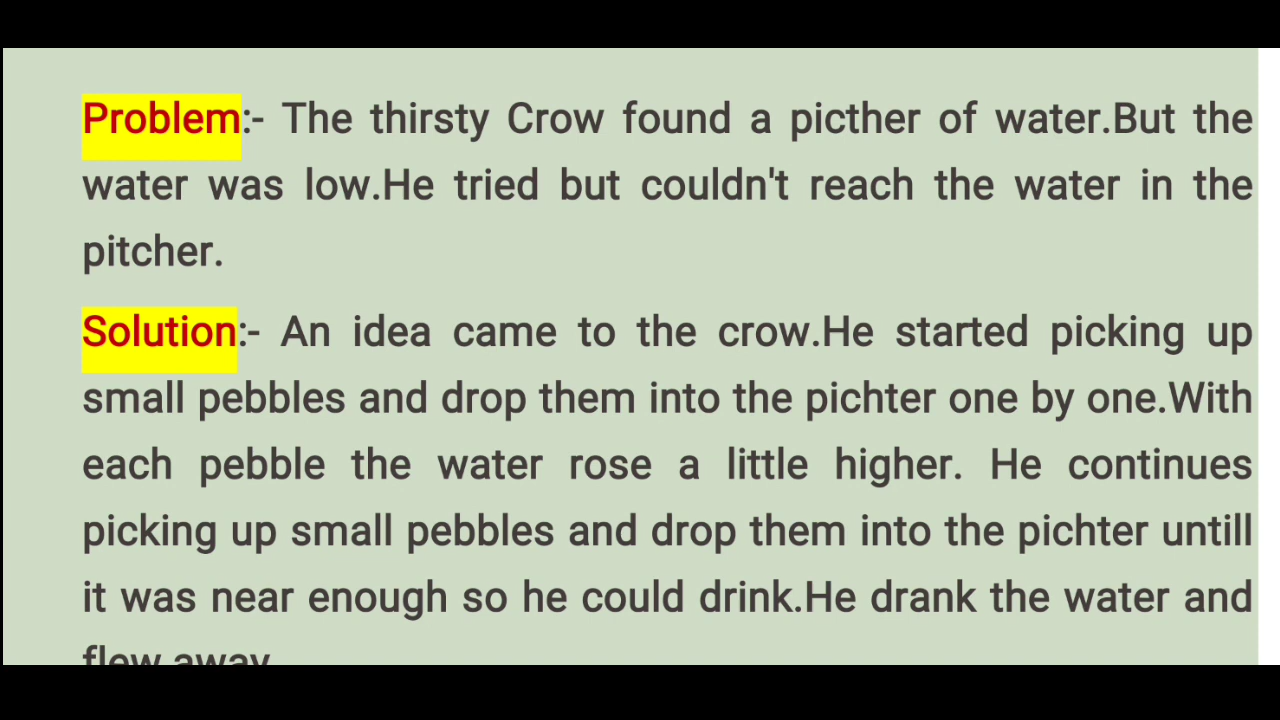 Problem:- The thirsty Crow found a picther of water.But the
water was low.He tried but couldn't reach the water in the
pitcher.
Solution:- An idea came to the crow.He started picking up
small pebbles and drop them into the pichter one by one.With
each pebble the water rose a little higher. He continues
picking up small pebbles and drop them into the pichter untill
it was near enough so he could drink.He drank the water and
flew away